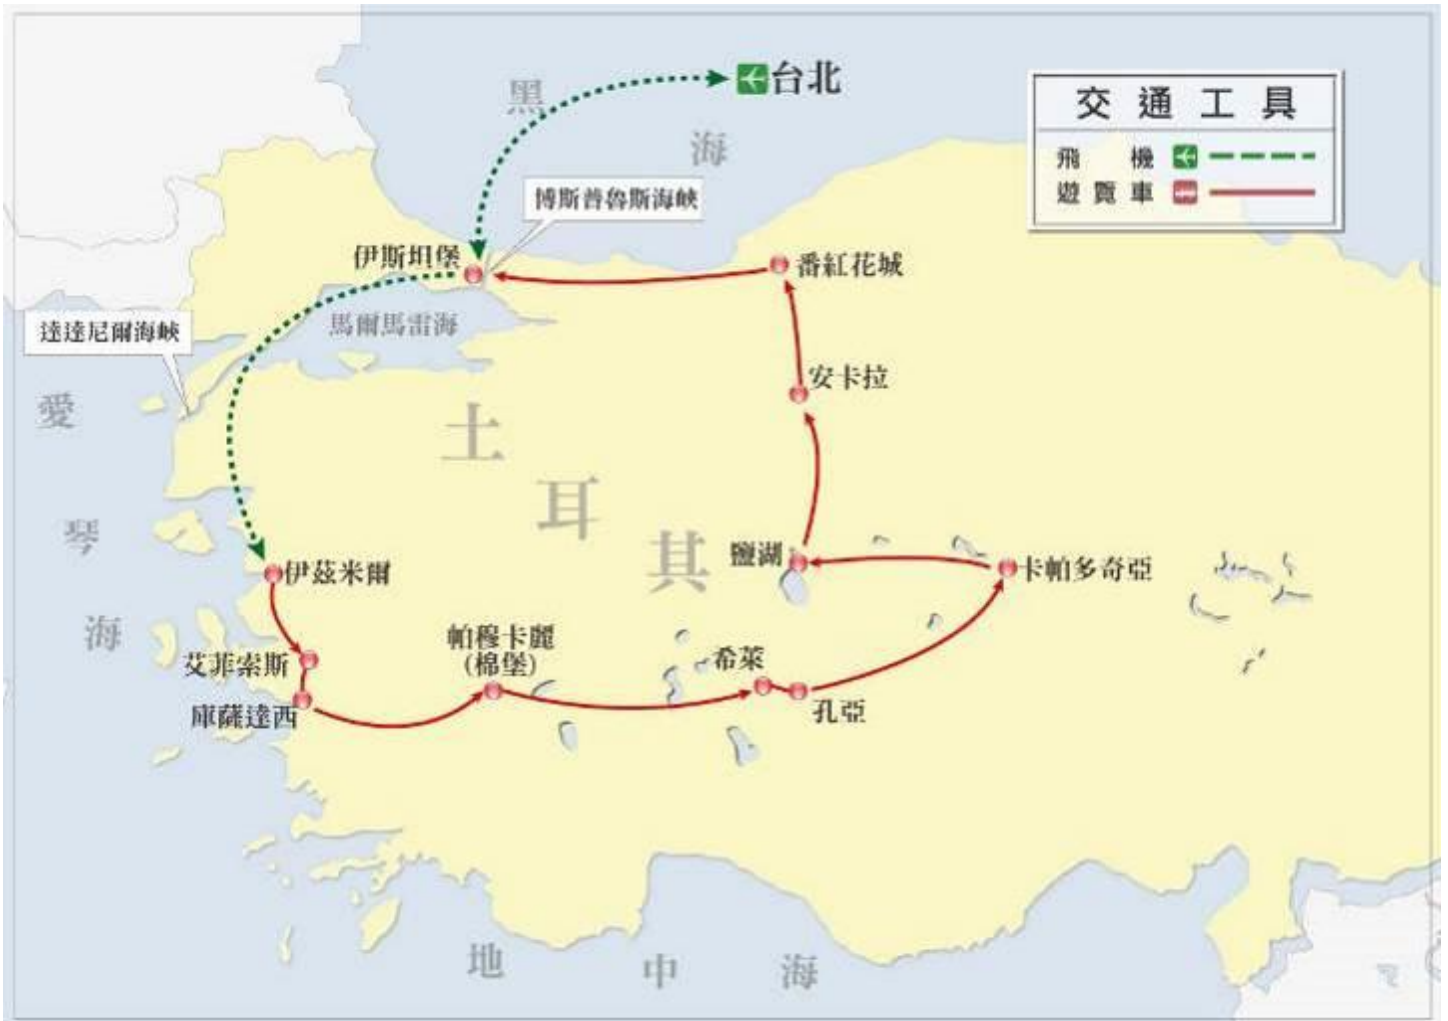 台北
黑
海
交通工具
飛機
遊覽車
博斯普魯斯海峽
伊斯坦堡
番紅花城
馬爾馬雷海
達達尼爾海峽
安卡拉
愛
琴
海
土
耳
其
鹽湖
卡帕多奇亞
伊茲米爾
艾菲索斯
帕穆卡麗
(棉堡)
希萊
庫薩達西
孔亞
地
中
海